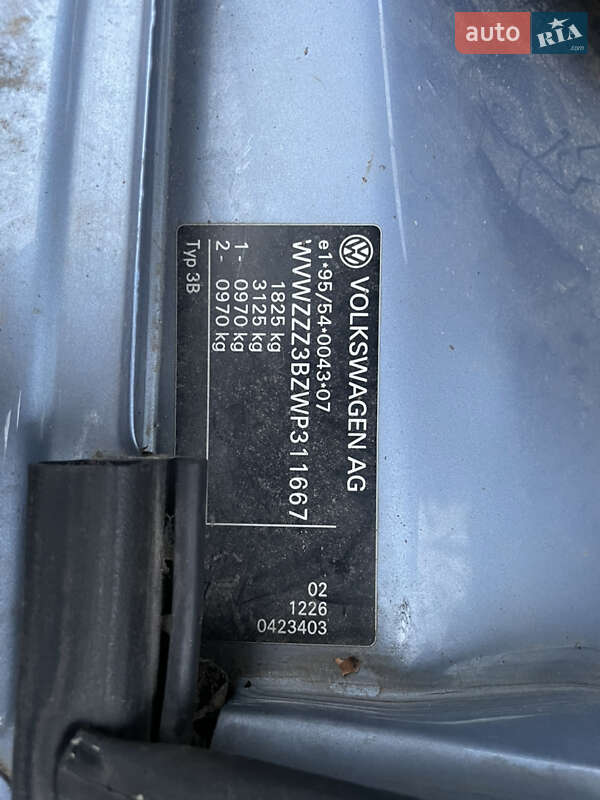 auto RIA .com
VOLKSWAGEN AG
e1*95/54*0043*07
WVWZZZ3BZWP311667
1825 kg
3125 kg
1 - 0970 kg
2 - 0970 kg
Typ 3B
02
1226
0423403